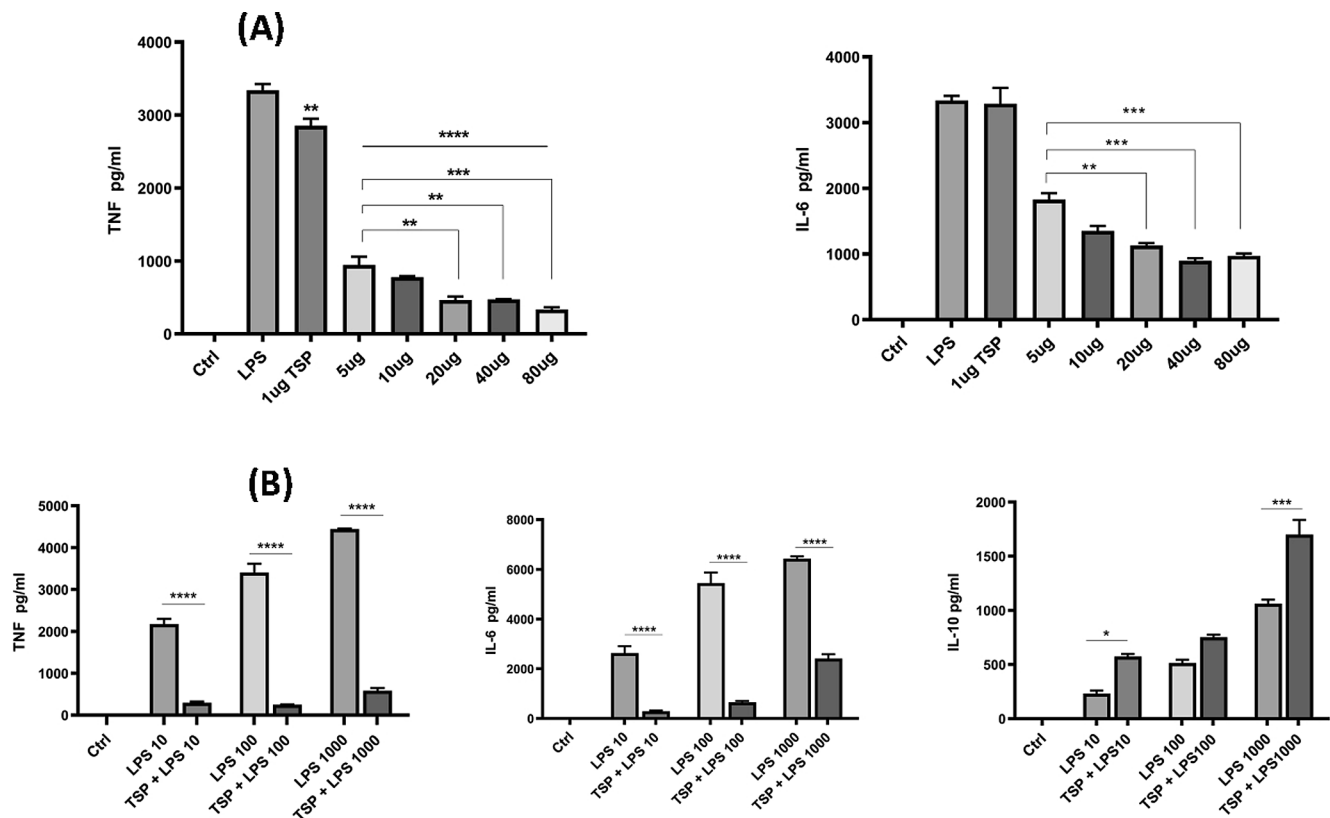 (A)
TNF pg/ml
4000
3000
2000
1000
0
**
****
***
**
**
Ctrl
LPS
1ug TSP
5ug
10ug
20ug
40ug
80ug
IL-6 pg/ml
4000
3000
2000
1000
0
***
***
**
Ctrl
LPS
1ug TSP
5ug
10ug
20ug
40ug
80ug
(B)
TNF pg/ml
5000
4000
3000
2000
1000
0
****
****
****
Ctrl
LPS 10
TSP + LPS 10
LPS 100
TSP + LPS 100
LPS 1000
TSP + LPS 1000
IL-6 pg/ml
8000
6000
4000
2000
0
****
****
****
Ctrl
LPS 10
TSP + LPS 10
LPS 100
TSP + LPS 100
LPS 1000
TSP + LPS 1000
IL-10 pg/ml
2000
1500
1000
500
0
*
***
Ctrl
LPS 10
TSP + LPS10
LPS 100
TSP + LPS100
LPS 1000
TSP + LPS1000